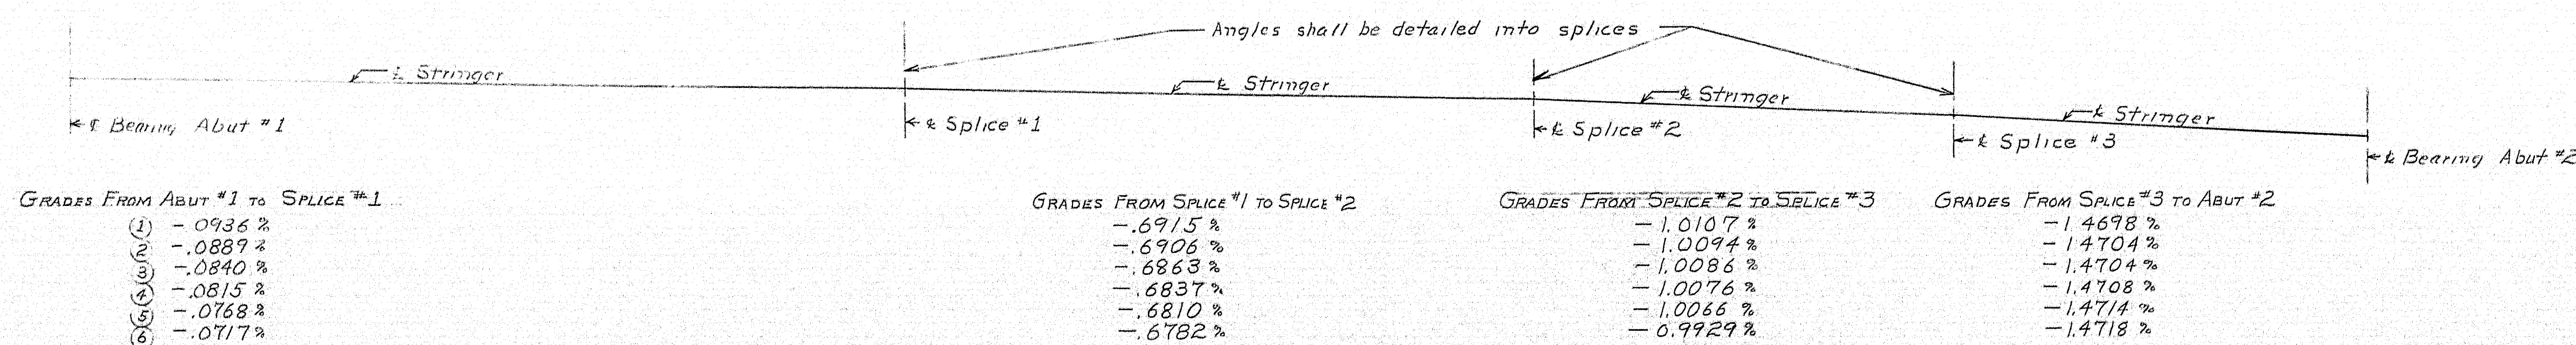 Angles shall be detailed into splices
℄ Stringer
℄ Stringer
℄ Stringer
℄ Stringer
℄ Bearing Abut #1
℄ Splice #1
℄ Splice #2
℄ Splice #3
℄ Bearing Abut #2
GRADES FROM ABUT #1 TO SPLICE #1
① -.0936 %
② -.0889 %
③ -.0840 %
④ -.0815 %
⑤ -.0768 %
⑥ -.0717 %
GRADES FROM SPLICE #1 TO SPLICE #2
-.6915 %
-.6906 %
-.6863 %
-.6837 %
-.6810 %
-.6782 %
GRADES FROM SPLICE #2 TO SPLICE #3
-1.0107 %
-1.0094 %
-1.0086 %
-1.0076 %
-1.0066 %
-0.9929 %
GRADES FROM SPLICE #3 TO ABUT #2
-1.4698 %
-1.4704 %
-1.4704 %
-1.4708 %
-1.4714 %
-1.4718 %